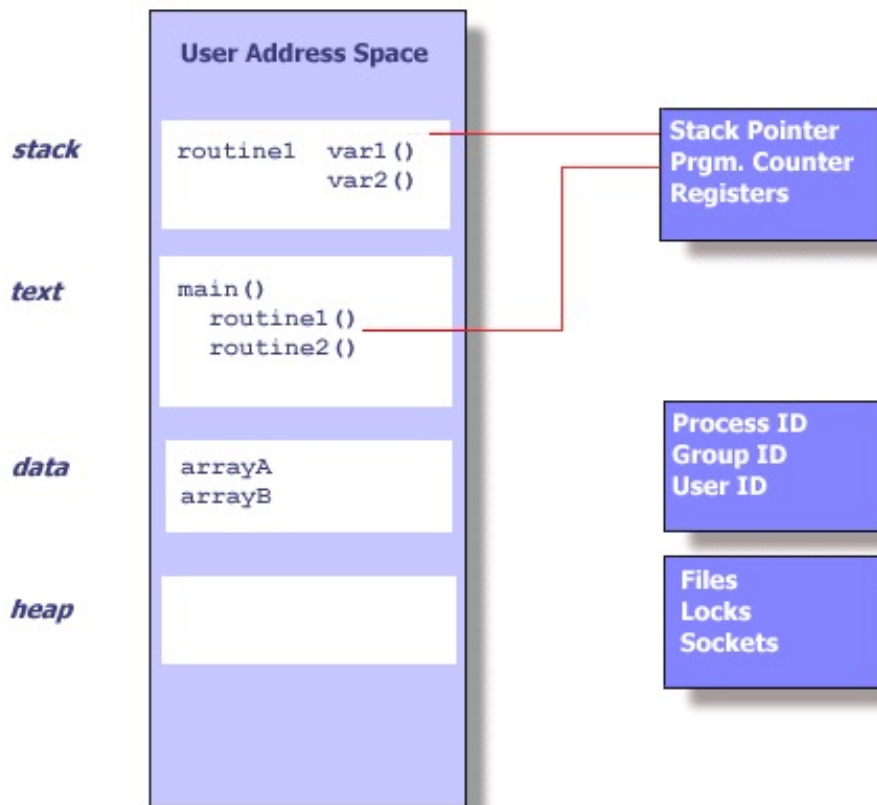 User Address Space
stack
routine1 var1()
var2()
text
main()
routine1()
routine2()
data
arrayA
arrayB
heap
Stack Pointer
Prgm. Counter
Registers
Process ID
Group ID
User ID
Files
Locks
Sockets